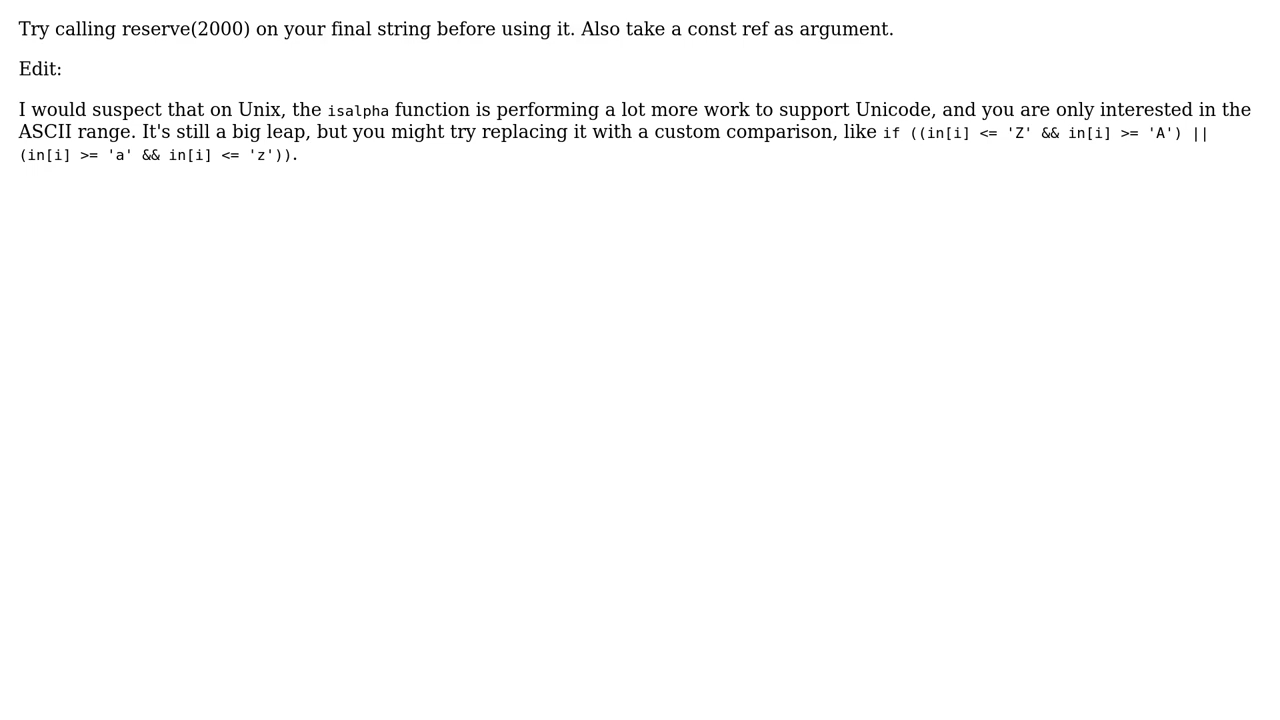 Try calling reserve(2000) on your final string before using it. Also take a const ref as argument.
Edit:
I would suspect that on Unix, the isalpha function is performing a lot more work to support Unicode, and you are only interested in the
ASCII range. It's still a big leap, but you might try replacing it with a custom comparison, like if ((in[i] <= 'Z' && in[i] >= 'A') ||
(in[i] >= 'a' && in[i] <= 'z')).